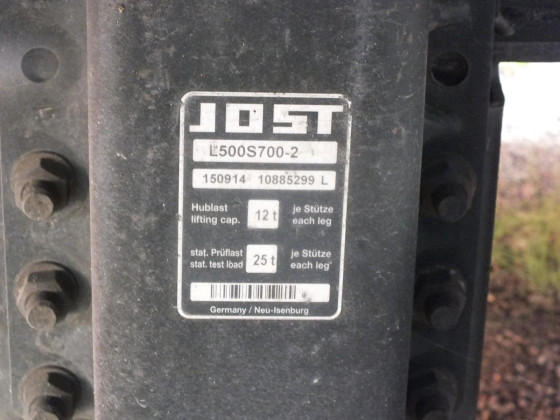 JOST
L500S700-2
150914 10885299 L
Hublast je Stütze
lifting cap. 12 t each leg
stat. Prüflast je Stütze
stat. test load 25 t each leg
Germany / Neu-Isenburg